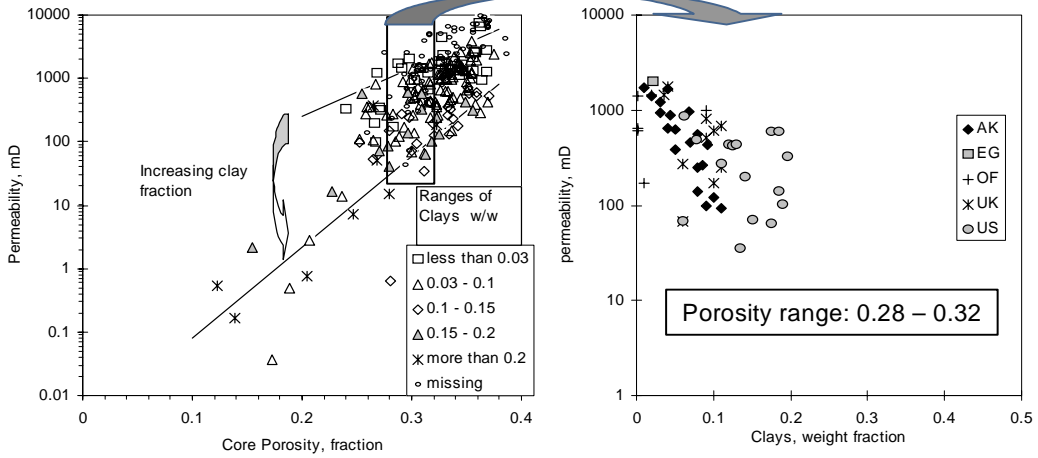 10000
1000
100
10
1
0.1
0.01
0
0.1
0.2
0.3
0.4
Permeability, mD
Core Porosity, fraction
Increasing clay
fraction
Ranges of
Clays w/w
less than 0.03
0.03 - 0.1
0.1 - 0.15
0.15 - 0.2
more than 0.2
missing
10000
1000
100
10
1
0
0.1
0.2
0.3
0.4
0.5
permeability, mD
Clays, weight fraction
AK
EG
OF
UK
US
Porosity range: 0.28 – 0.32